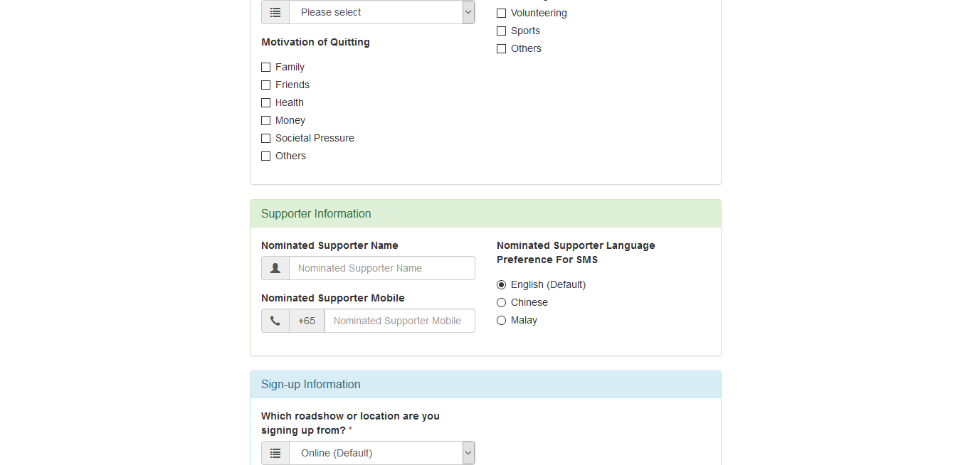 Please select
Volunteering
Sports
Others
Motivation of Quitting
Family
Friends
Health
Money
Societal Pressure
Others
Supporter Information
Nominated Supporter Name
Nominated Supporter Name
Nominated Supporter Mobile
+65 Nominated Supporter Mobile
Nominated Supporter Language
Preference For SMS
English (Default)
Chinese
Malay
Sign-up Information
Which roadshow or location are you
signing up from? *
Online (Default)